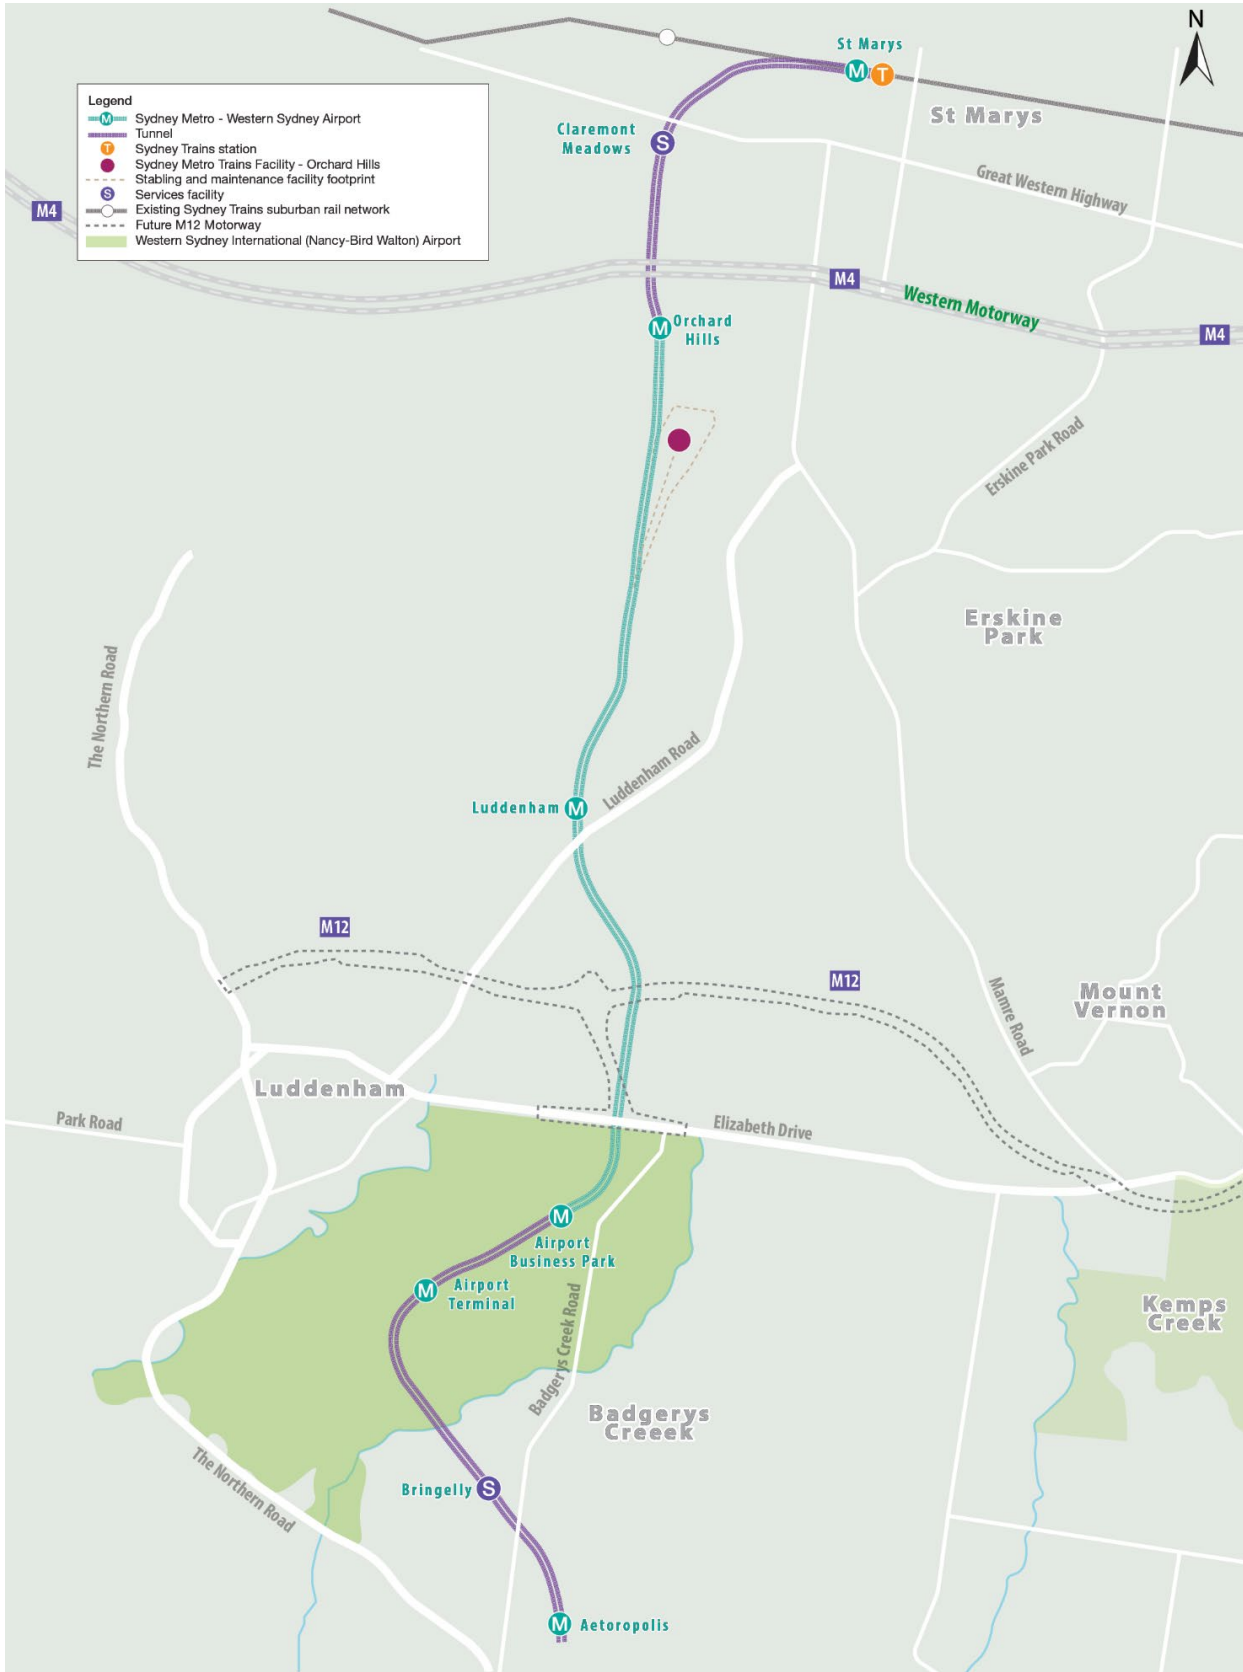 N
St Marys
M
T
Legend
M Sydney Metro - Western Sydney Airport
Tunnel
T Sydney Trains station
Sydney Metro Trains Facility - Orchard Hills
Stabling and maintenance facility footprint
S Services facility
Existing Sydney Trains suburban rail network
Future M12 Motorway
Western Sydney International (Nancy-Bird Walton) Airport
St Marys
Claremont
Meadows
S
Great Western Highway
M4
M4
Western Motorway
M4
M
Orchard
Hills
Erskine Park Road
Erskine
Park
The Northern Road
Luddenham Road
Luddenham
M
M12
M12
Mount
Vernon
Mamre Road
Luddenham
Park Road
Elizabeth Drive
M
Airport
Business Park
M
Airport
Terminal
Badgerys Creek Road
Kemps
Creek
Badgerys
Creeek
The Northern Road
Bringelly
S
M
Aetoropolis